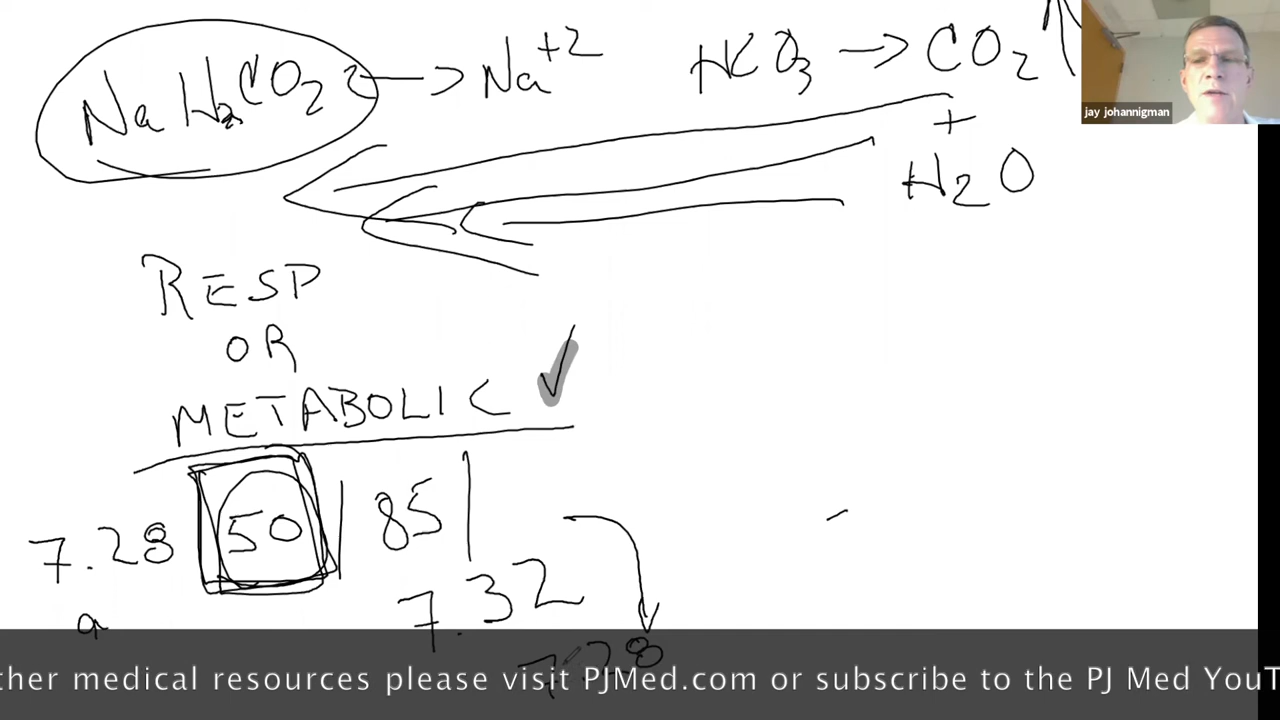 NaH₂CO₂ → Na⁺² HCO₃ → CO₂ ↑
jay johannigman
+
H₂O
RESP
OR
METABOLIC ✓
7.28 50 | 85 |
a 7.32
7.28
ther medical resources please visit PJMed.com or subscribe to the PJ Med YouT